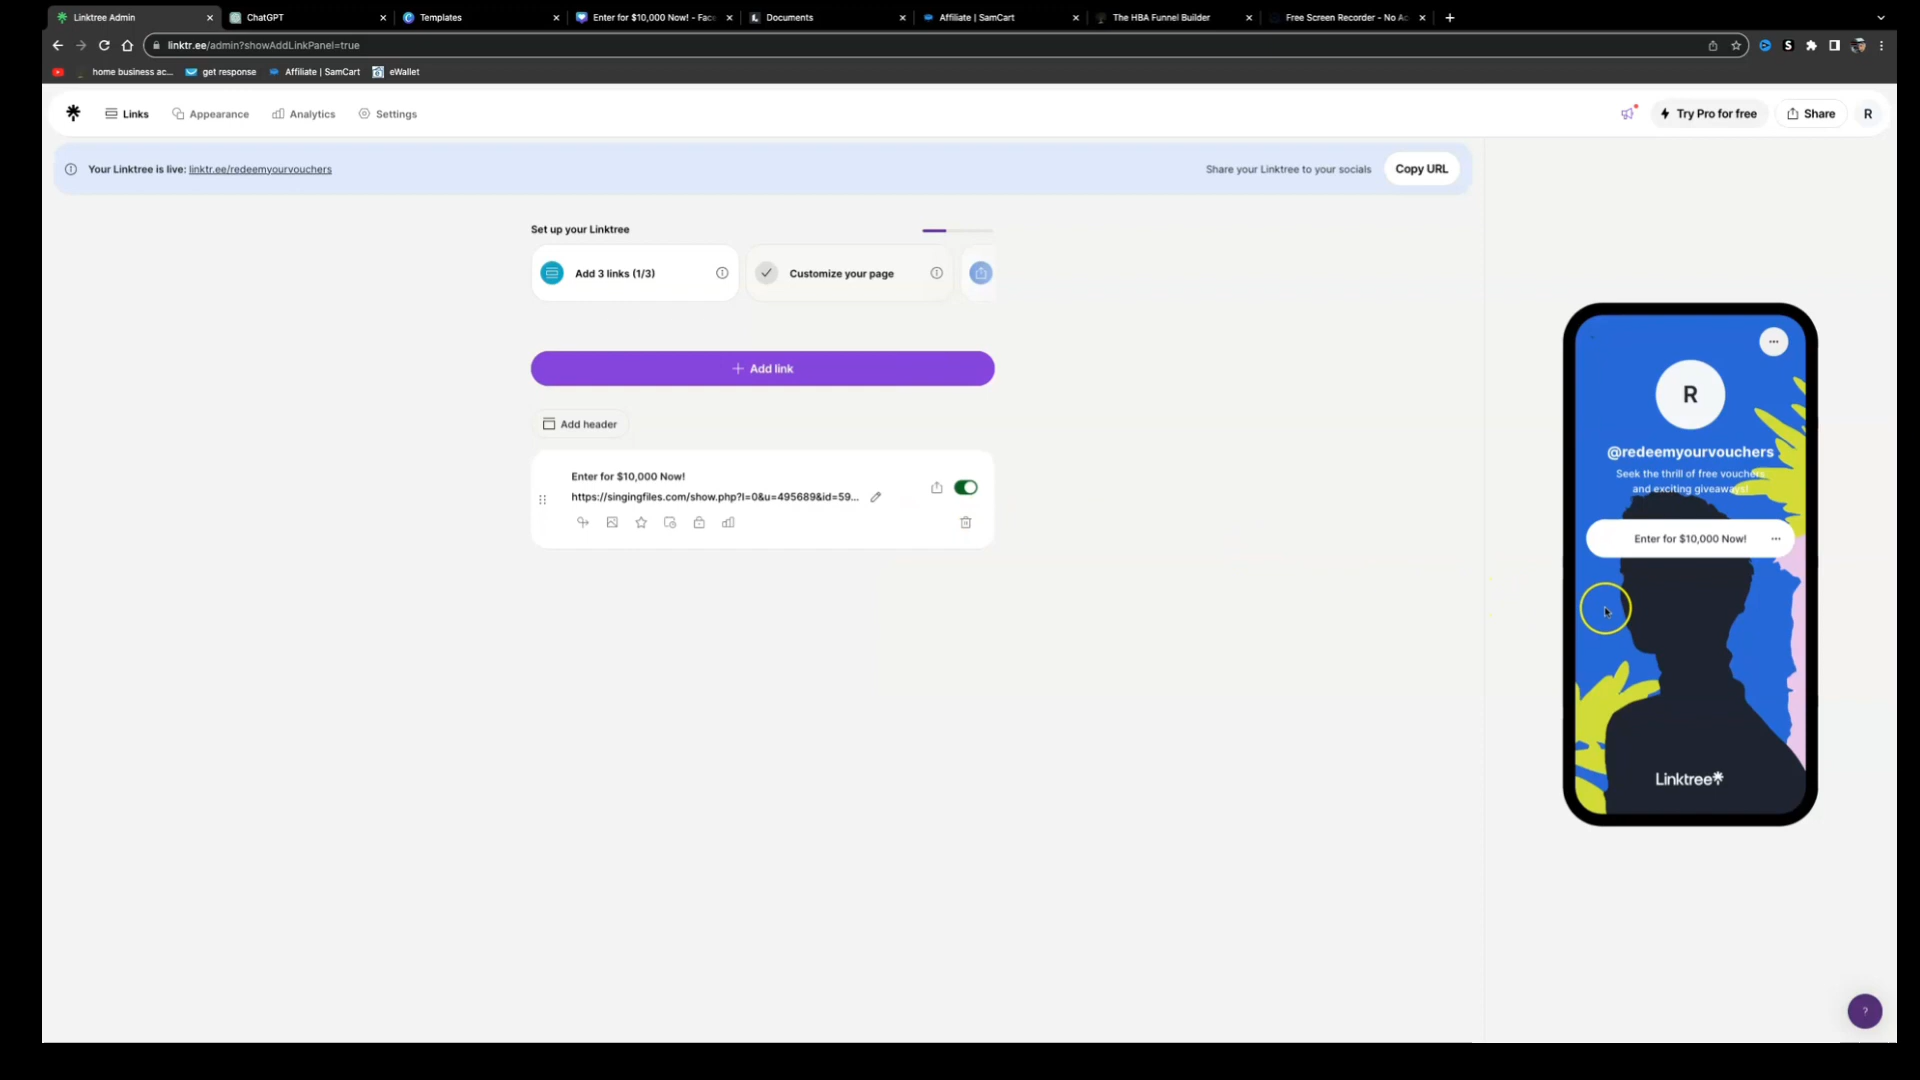 Linktree Admin
ChatGPT
Templates
Enter for $10,000 Now! - Fac
Documents
Affiliate | SamCart
The HBA Funnel Builder
Free Screen Recorder - No Ac
linktr.ee/admin?showAddLinkPanel=true
home business ac...
get response
Affiliate | SamCart
eWallet
Links
Appearance
Analytics
Settings
Try Pro for free
Share
R
Your Linktree is live: linktr.ee/redeemyourvouchers
Share your Linktree to your socials
Copy URL
Set up your Linktree
Add 3 links (1/3)
Customize your page
Add link
Add header
Enter for $10,000 Now!
https://singingfiles.com/show.php?l=0&u=495689&id=59...
R
@redeemyourvouchers
Seek the thrill of free vouchers
and exciting giveaways!
Enter for $10,000 Now!
Linktree
?